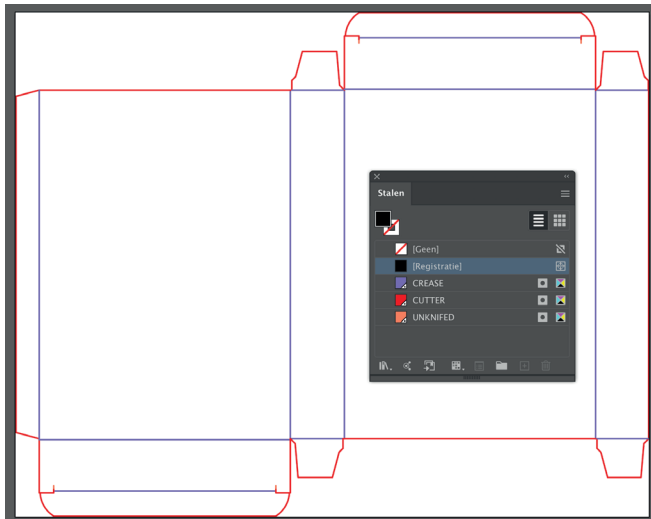 Stalen
[Geen]
[Registratie]
CREASE
CUTTER
UNKNIFED